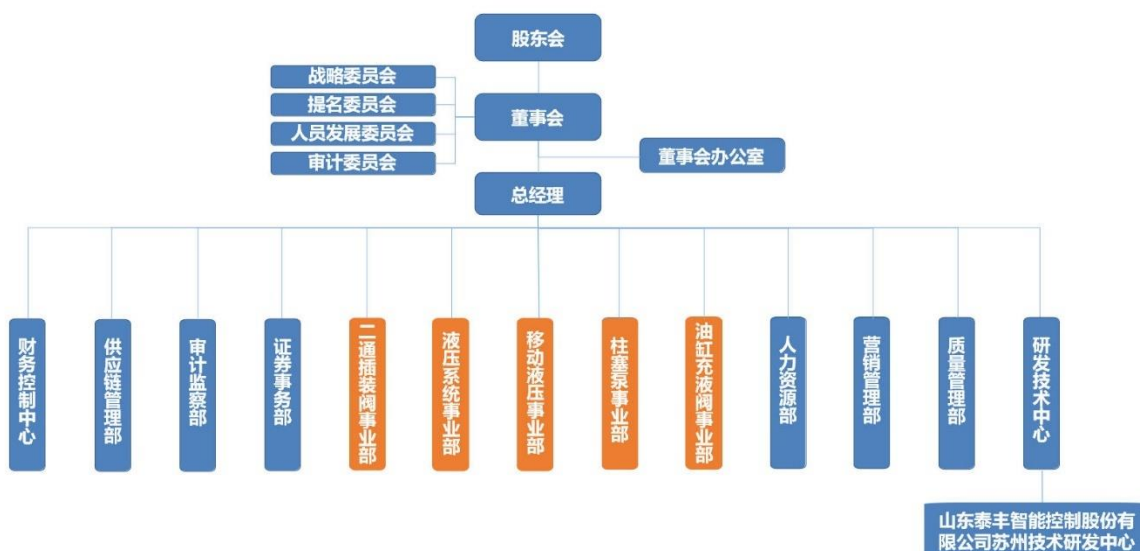 股东会
战略委员会
提名委员会
人员发展委员会
审计委员会
董事会
董事会办公室
总经理
财务控制中心
供应链管理部
审计监察部
证券事务部
二通插装阀事业部
液压系统事业部
移动液压事业部
柱塞泵事业部
油缸充液阀事业部
人力资源部
营销管理部
质量管理部
研发技术中心
山东泰丰智能控制股份有
限公司苏州技术研发中心